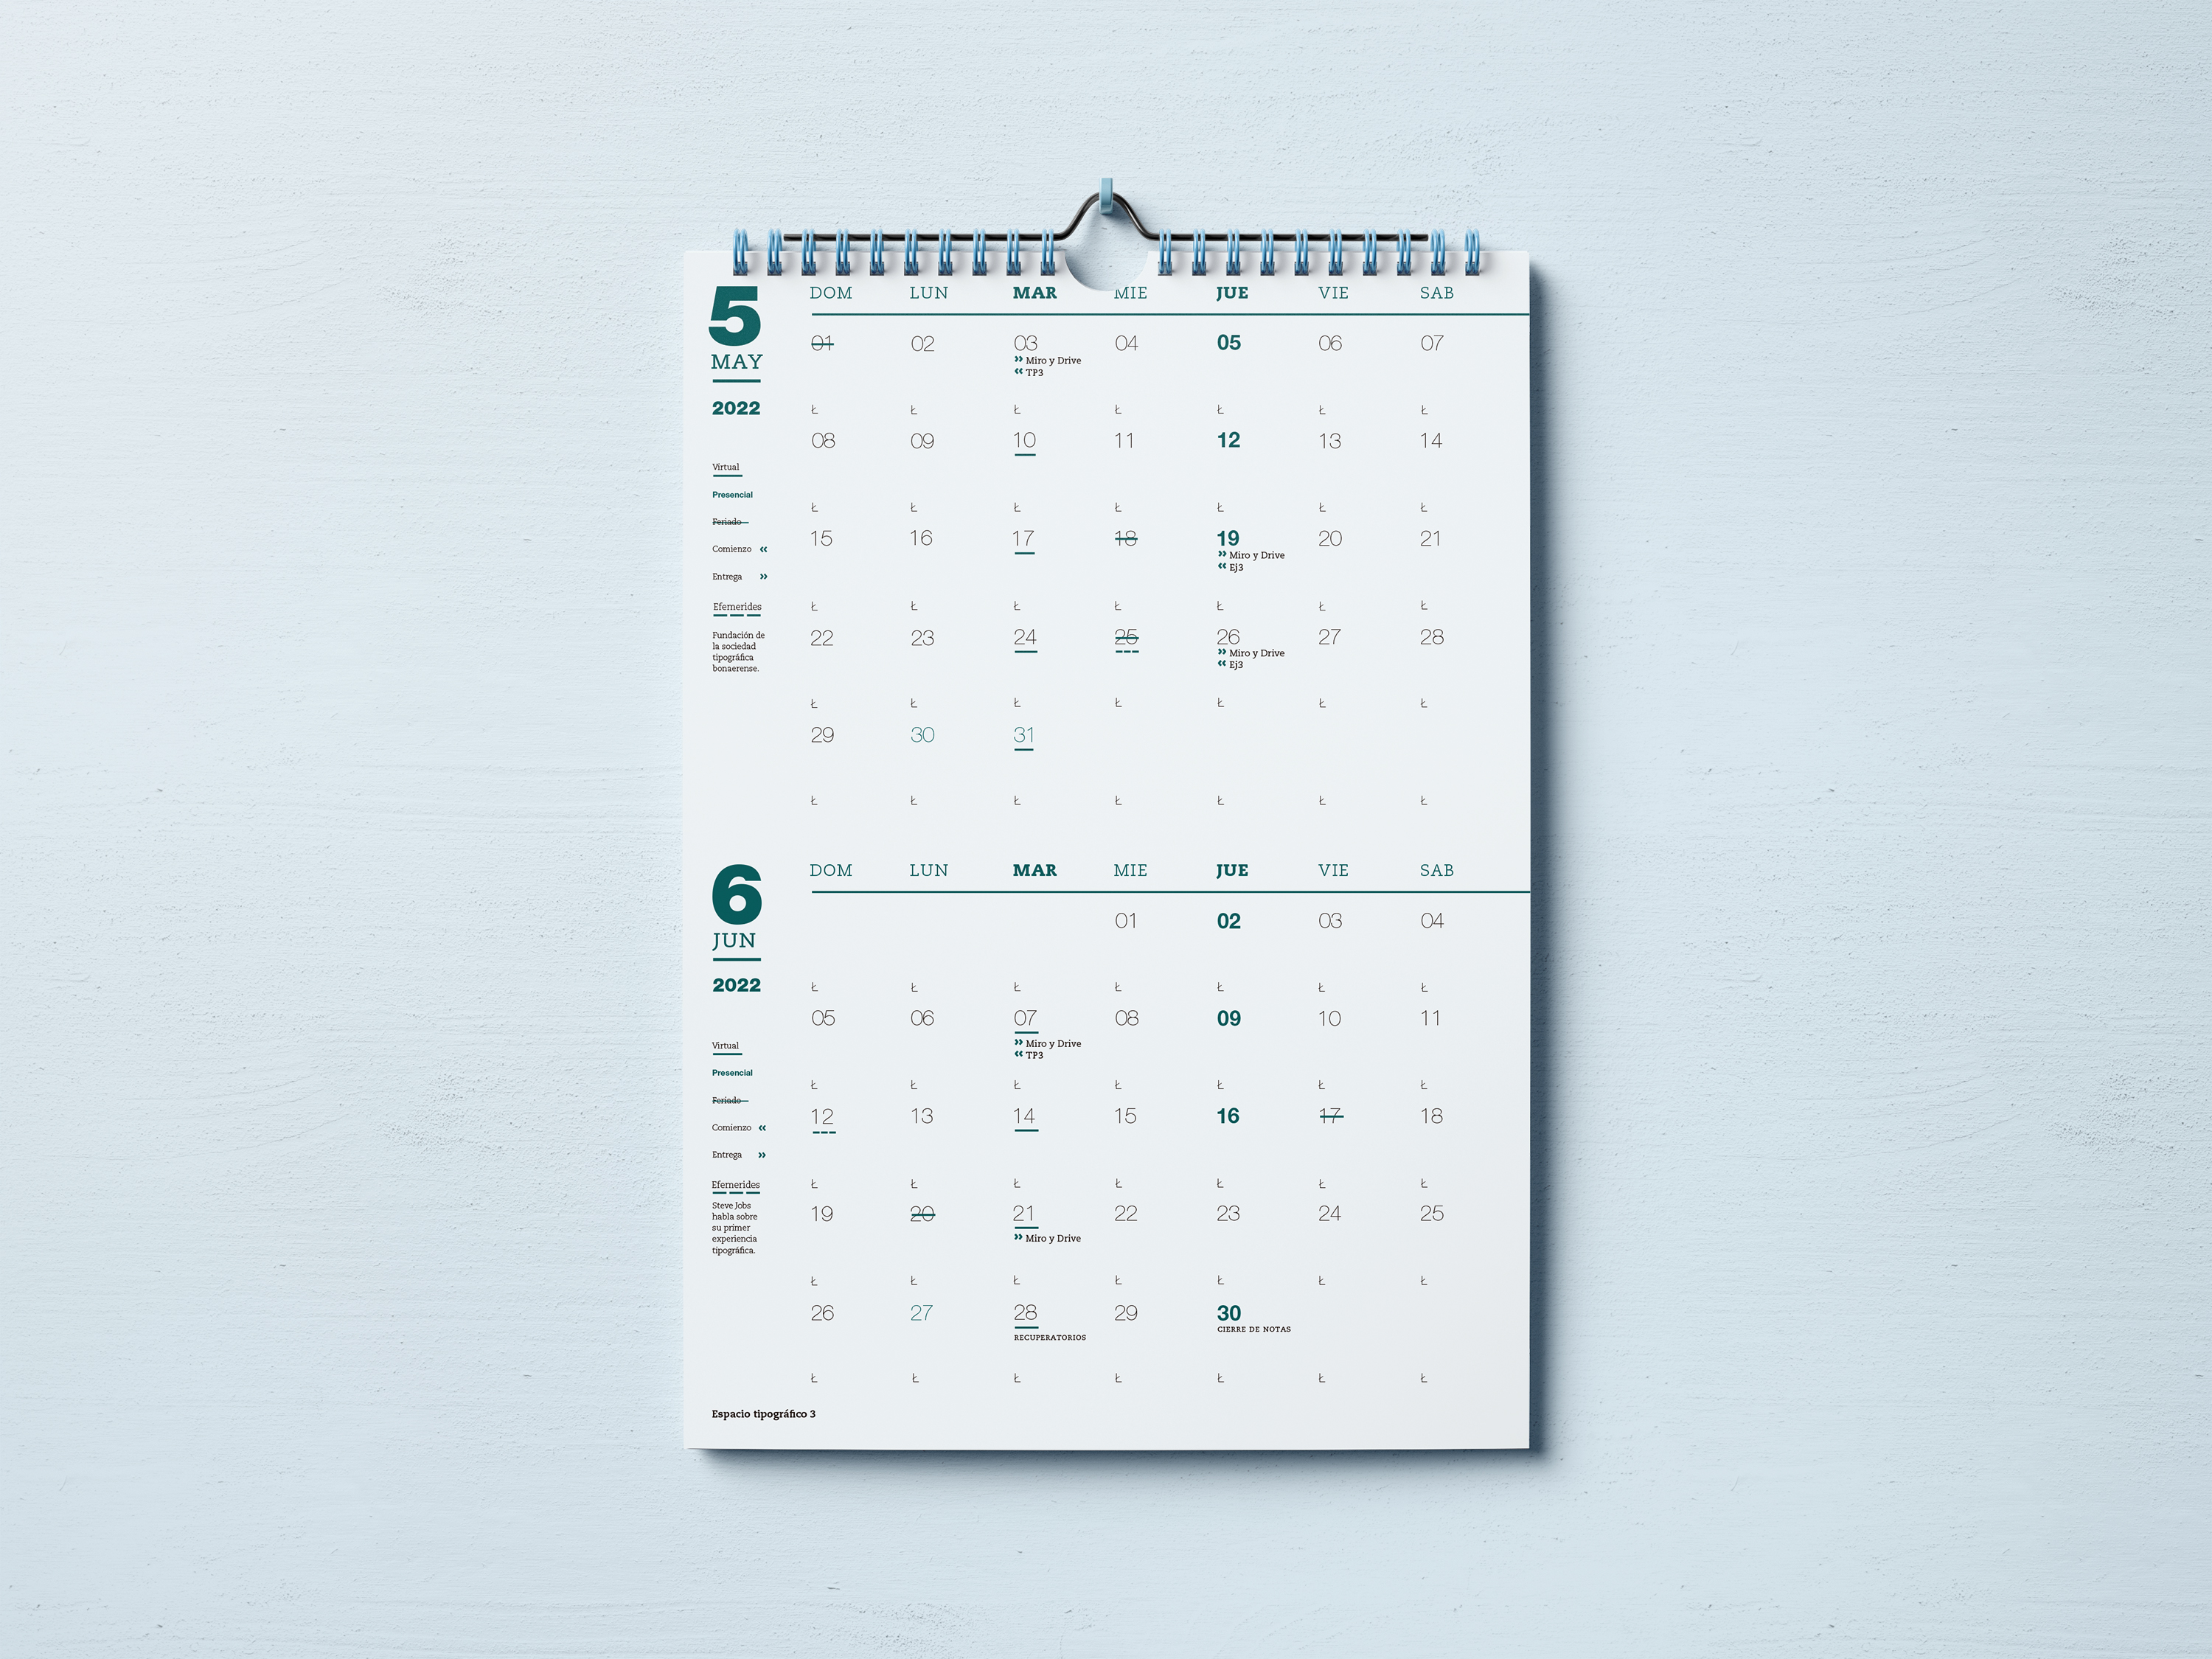 5
MAY
2022
Virtual
Presencial
Feriado
Comienzo «
Entrega »
Efemerides
Fundación de
la sociedad
tipográfica
bonaerense.
DOM LUN MAR MIE JUE VIE SAB
01 02 03 04 05 06 07
» Miro y Drive
« TP3
Ł Ł Ł Ł Ł Ł Ł
08 09 10 11 12 13 14
Ł Ł Ł Ł Ł Ł Ł
15 16 17 18 19 20 21
» Miro y Drive
« Ej3
Ł Ł Ł Ł Ł Ł Ł
22 23 24 25 26 27 28
» Miro y Drive
« Ej3
Ł Ł Ł Ł Ł Ł Ł
29 30 31
Ł Ł Ł Ł Ł Ł Ł
6
JUN
2022
Virtual
Presencial
Feriado
Comienzo «
Entrega »
Efemerides
Steve Jobs
habla sobre
su primer
experiencia
tipográfica.
DOM LUN MAR MIE JUE VIE SAB
01 02 03 04
Ł Ł Ł Ł Ł Ł Ł
05 06 07 08 09 10 11
» Miro y Drive
« TP3
Ł Ł Ł Ł Ł Ł Ł
12 13 14 15 16 17 18
Ł Ł Ł Ł Ł Ł Ł
19 20 21 22 23 24 25
» Miro y Drive
Ł Ł Ł Ł Ł Ł Ł
26 27 28 29 30
RECUPERATORIOS CIERRE DE NOTAS
Ł Ł Ł Ł Ł Ł Ł
Espacio tipográfico 3